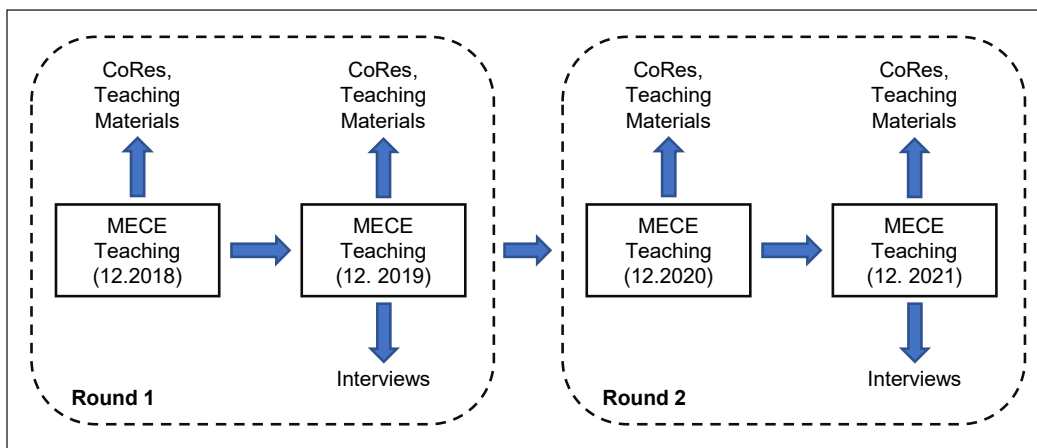 CoRes,
Teaching
Materials
CoRes,
Teaching
Materials
MECE
Teaching
(12.2018)
MECE
Teaching
(12. 2019)
Interviews
Round 1
CoRes,
Teaching
Materials
CoRes,
Teaching
Materials
MECE
Teaching
(12.2020)
MECE
Teaching
(12. 2021)
Interviews
Round 2